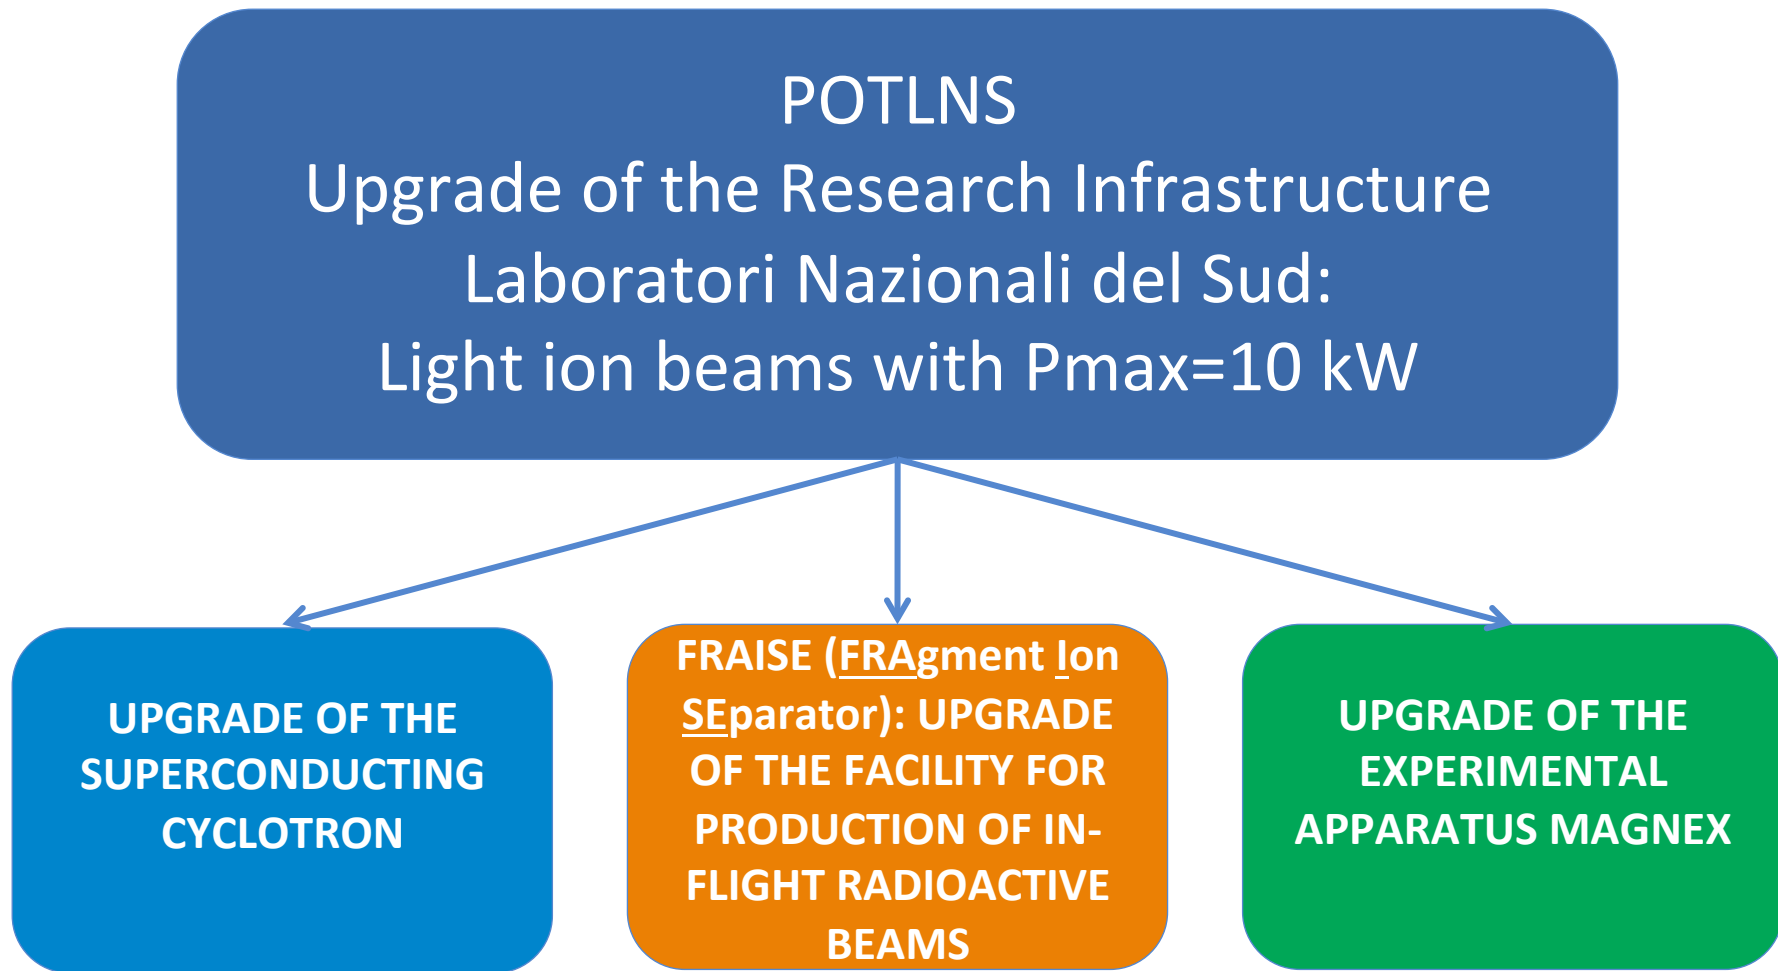 POTLNS
Upgrade of the Research Infrastructure
Laboratori Nazionali del Sud:
Light ion beams with Pmax=10 kW
UPGRADE OF THE
SUPERCONDUCTING
CYCLOTRON
FRAISE (FRAgment Ion
SEparator): UPGRADE
OF THE FACILITY FOR
PRODUCTION OF IN-
FLIGHT RADIOACTIVE
BEAMS
UPGRADE OF THE
EXPERIMENTAL
APPARATUS MAGNEX